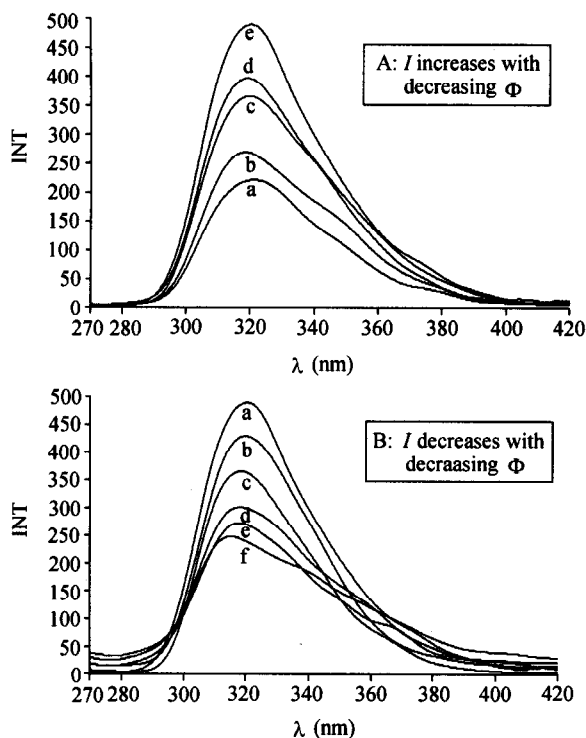 500
450
400
350
300
250
200
150
100
50
0
INT
e
d
c
b
a
A: I increases with
decreasing Φ
270 280 300 320 340 360 380 400 420
λ (nm)
500
450
400
350
300
250
200
150
100
50
0
INT
a
b
c
d
e
f
B: I decreases with
decraasing Φ
270 280 300 320 340 360 380 400 420
λ (nm)